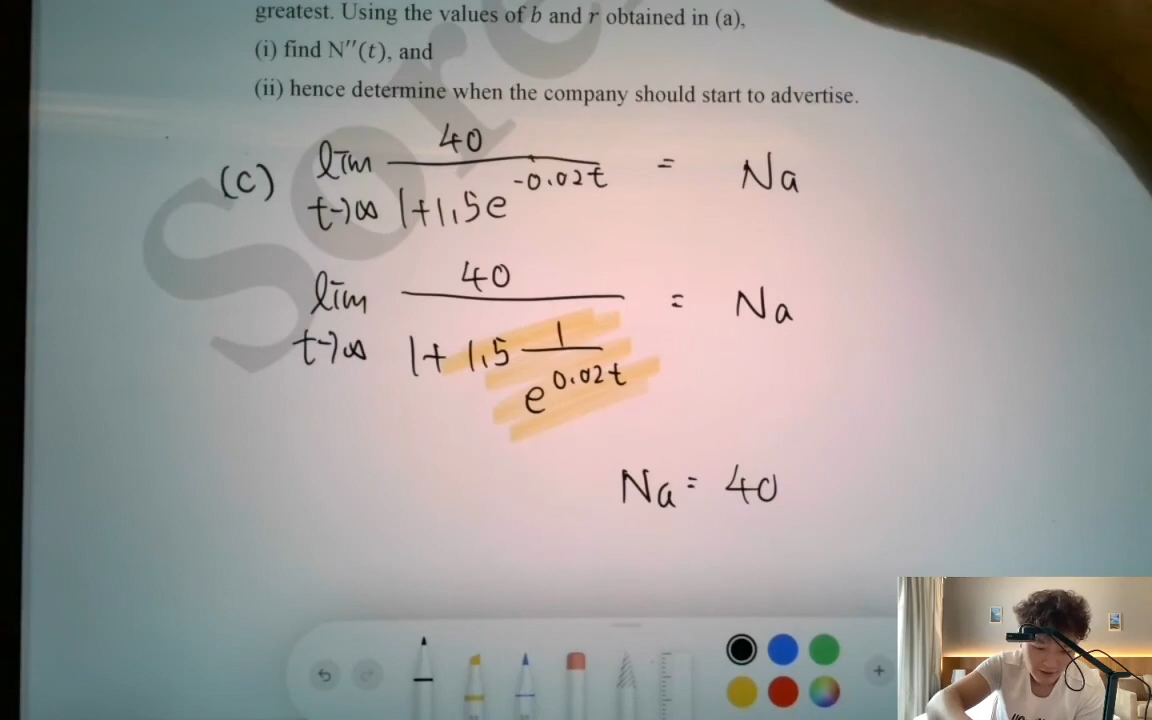 greatest. Using the values of b and r obtained in (a),
(i) find N″(t), and
(ii) hence determine when the company should start to advertise.
(c) lim t→∞ 40 / (1+1.5e^(-0.02t)) = Na
lim t→∞ 40 / (1+1.5 1/e^(0.02t)) = Na
Na = 40